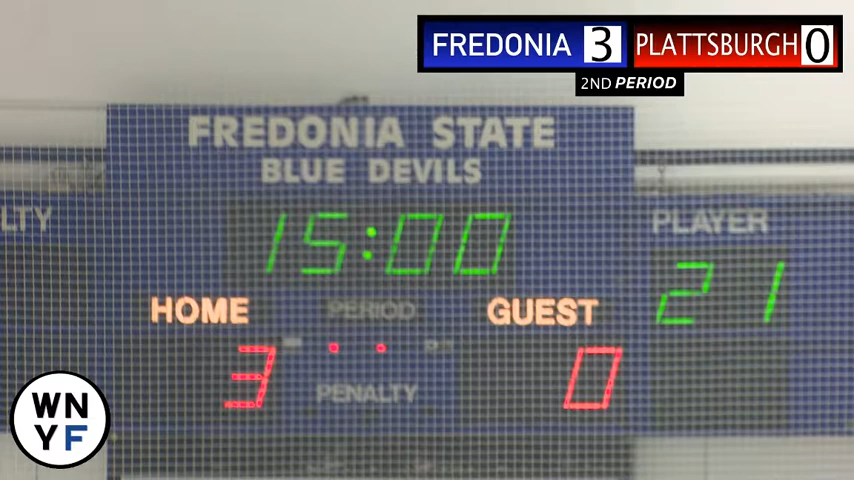 FREDONIA 3 PLATTSBURGH 0
2ND PERIOD
FREDONIA STATE
BLUE DEVILS
LTY
15:00
PLAYER
21
HOME
PERIOD
GUEST
3
0
PENALTY
WN
YF